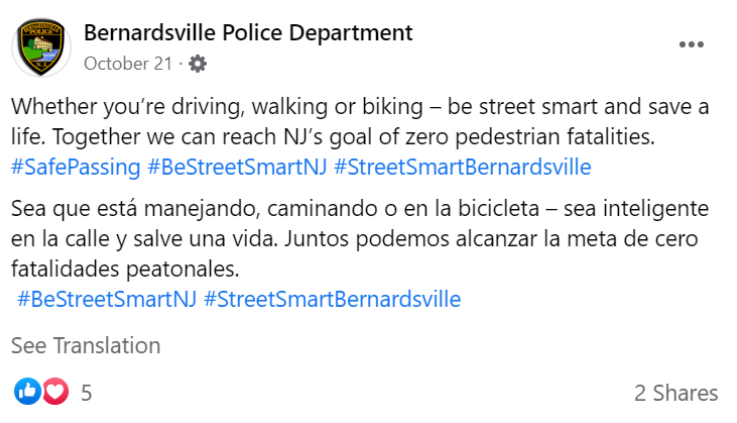 BERNARDSVILLE
POLICE
N.J.
Bernardsville Police Department
October 21 ·
Whether you’re driving, walking or biking – be street smart and save a
life. Together we can reach NJ’s goal of zero pedestrian fatalities.
#SafePassing #BeStreetSmartNJ #StreetSmartBernardsville
Sea que está manejando, caminando o en la bicicleta – sea inteligente
en la calle y salve una vida. Juntos podemos alcanzar la meta de cero
fatalidades peatonales.
#BeStreetSmartNJ #StreetSmartBernardsville
See Translation
5
2 Shares